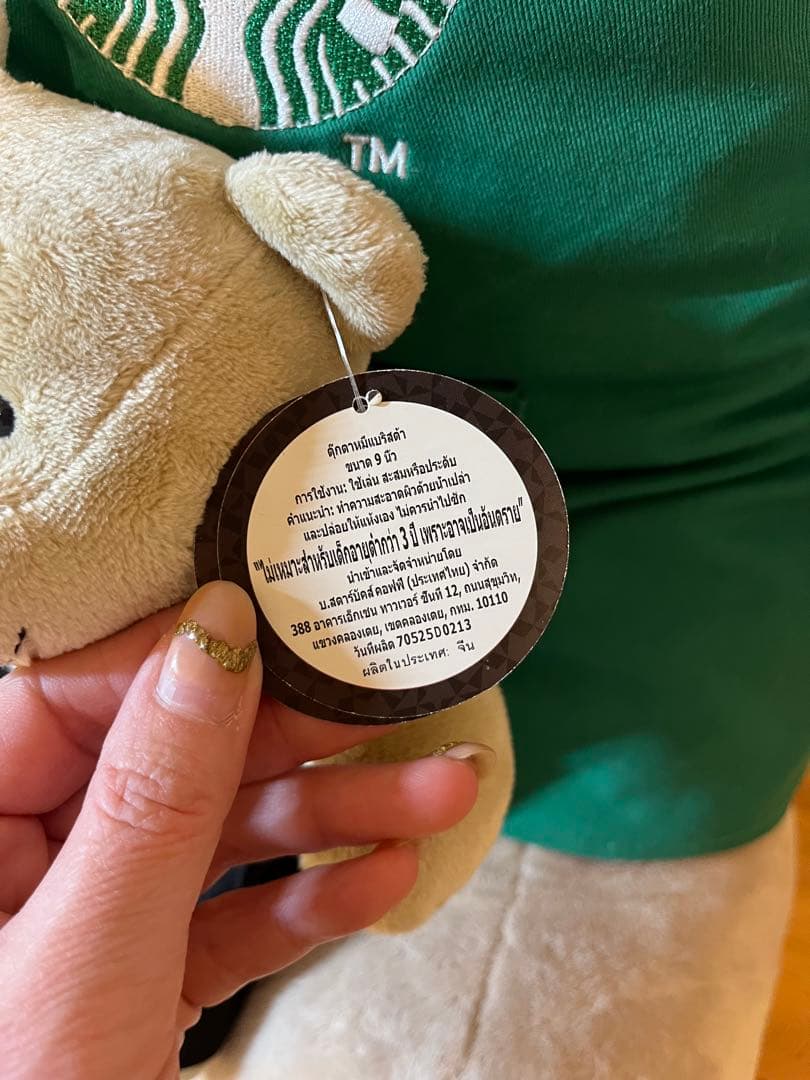 TM
ตุ๊กตาหมีแบริสต้า
ขนาด 9 นิ้ว
การใช้งาน: ใช้เล่น สะสมหรือประดับ
คำแนะนำ: ทำความสะอาดผิวด้วยน้ำเปล่า
และปล่อยให้แห้งเอง ไม่ควรนำไปซัก
"ไม่เหมาะสำหรับเด็กอายุต่ำกว่า 3 ปี เพราะอาจเป็นอันตราย"
นำเข้าและจัดจำหน่ายโดย
บ.สตาร์บัคส์ คอฟฟี่ (ประเทศไทย) จำกัด
388 อาคารเอ็กเชน ทาวเวอร์ ชั้นที่ 12, ถนนสุขุมวิท,
แขวงคลองเตย, เขตคลองเตย, กทม. 10110
วันที่ผลิต 70525D0213
ผลิตในประเทศ: จีน